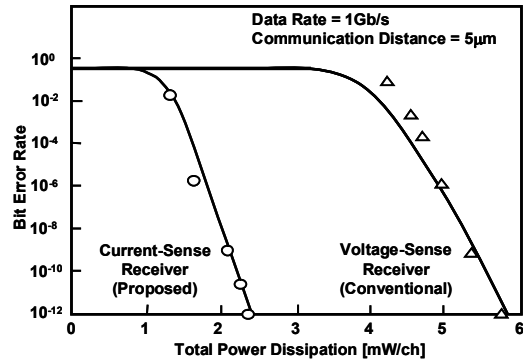 Data Rate = 1Gb/s
Communication Distance = 5μm
Bit Error Rate
10⁰
10⁻²
10⁻⁴
10⁻⁶
10⁻⁸
10⁻¹⁰
10⁻¹²
Current-Sense
Receiver
(Proposed)
Voltage-Sense
Receiver
(Conventional)
0 1 2 3 4 5 6
Total Power Dissipation [mW/ch]